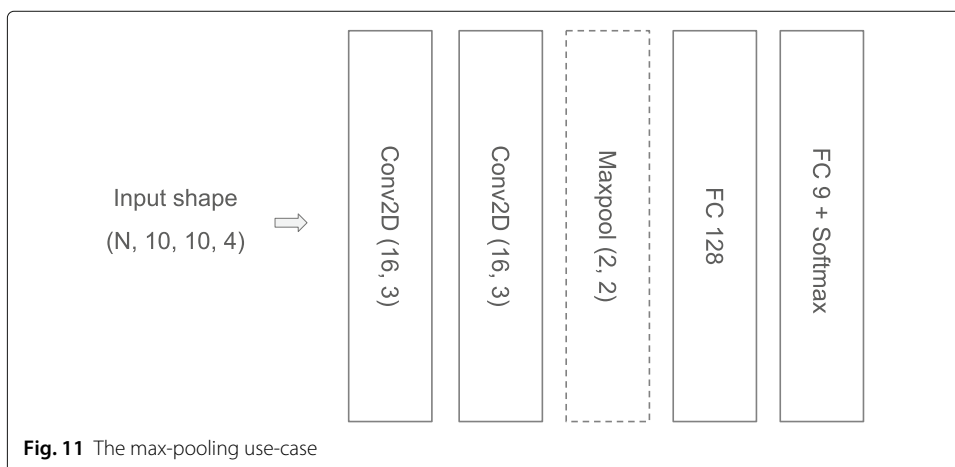 Input shape
(N, 10, 10, 4)
Conv2D (16, 3)
Conv2D (16, 3)
Maxpool (2, 2)
FC 128
FC 9 + Softmax
Fig. 11 The max-pooling use-case